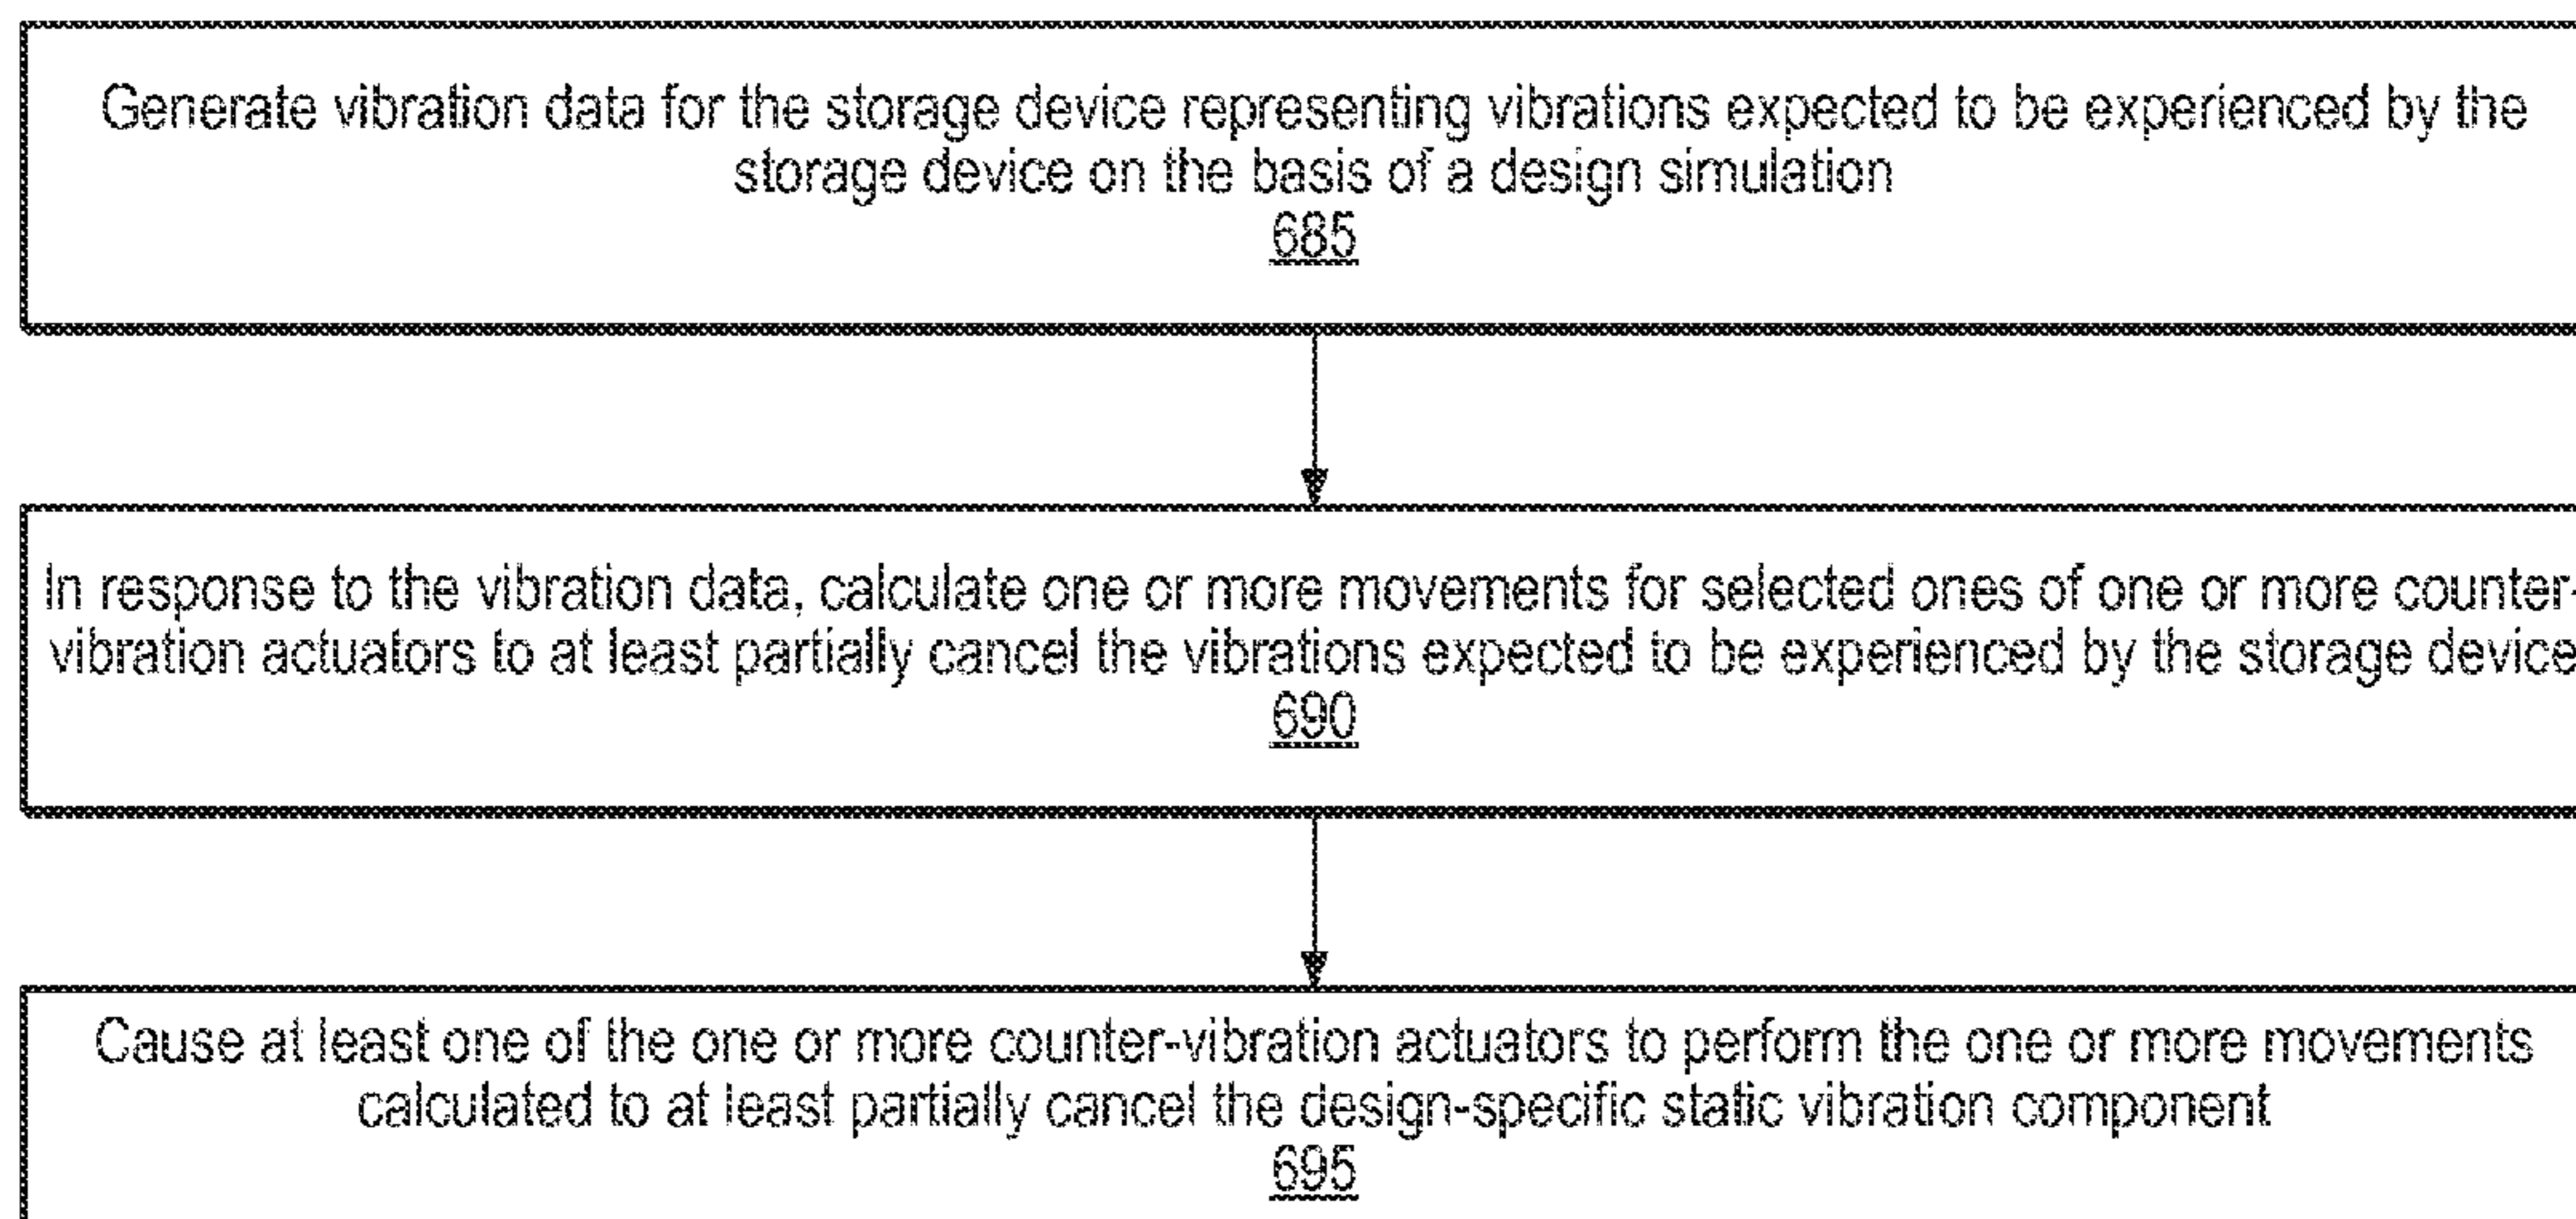 Generate vibration data for the storage device representing vibrations expected to be experienced by the
storage device on the basis of a design simulation
685
In response to the vibration data, calculate one or more movements for selected ones of one or more counter-
vibration actuators to at least partially cancel the vibrations expected to be experienced by the storage device
690
Cause at least one of the one or more counter-vibration actuators to perform the one or more movements
calculated to at least partially cancel the design-specific static vibration component
695